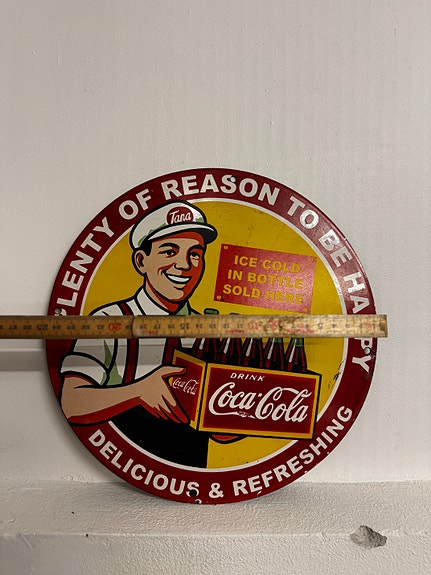 PLENTY OF REASON TO BE HAPPY
Tana
ICE COLD
IN BOTTLE
SOLD HERE
DRINK
Coca-Cola
Coca-Cola
DELICIOUS & REFRESHING